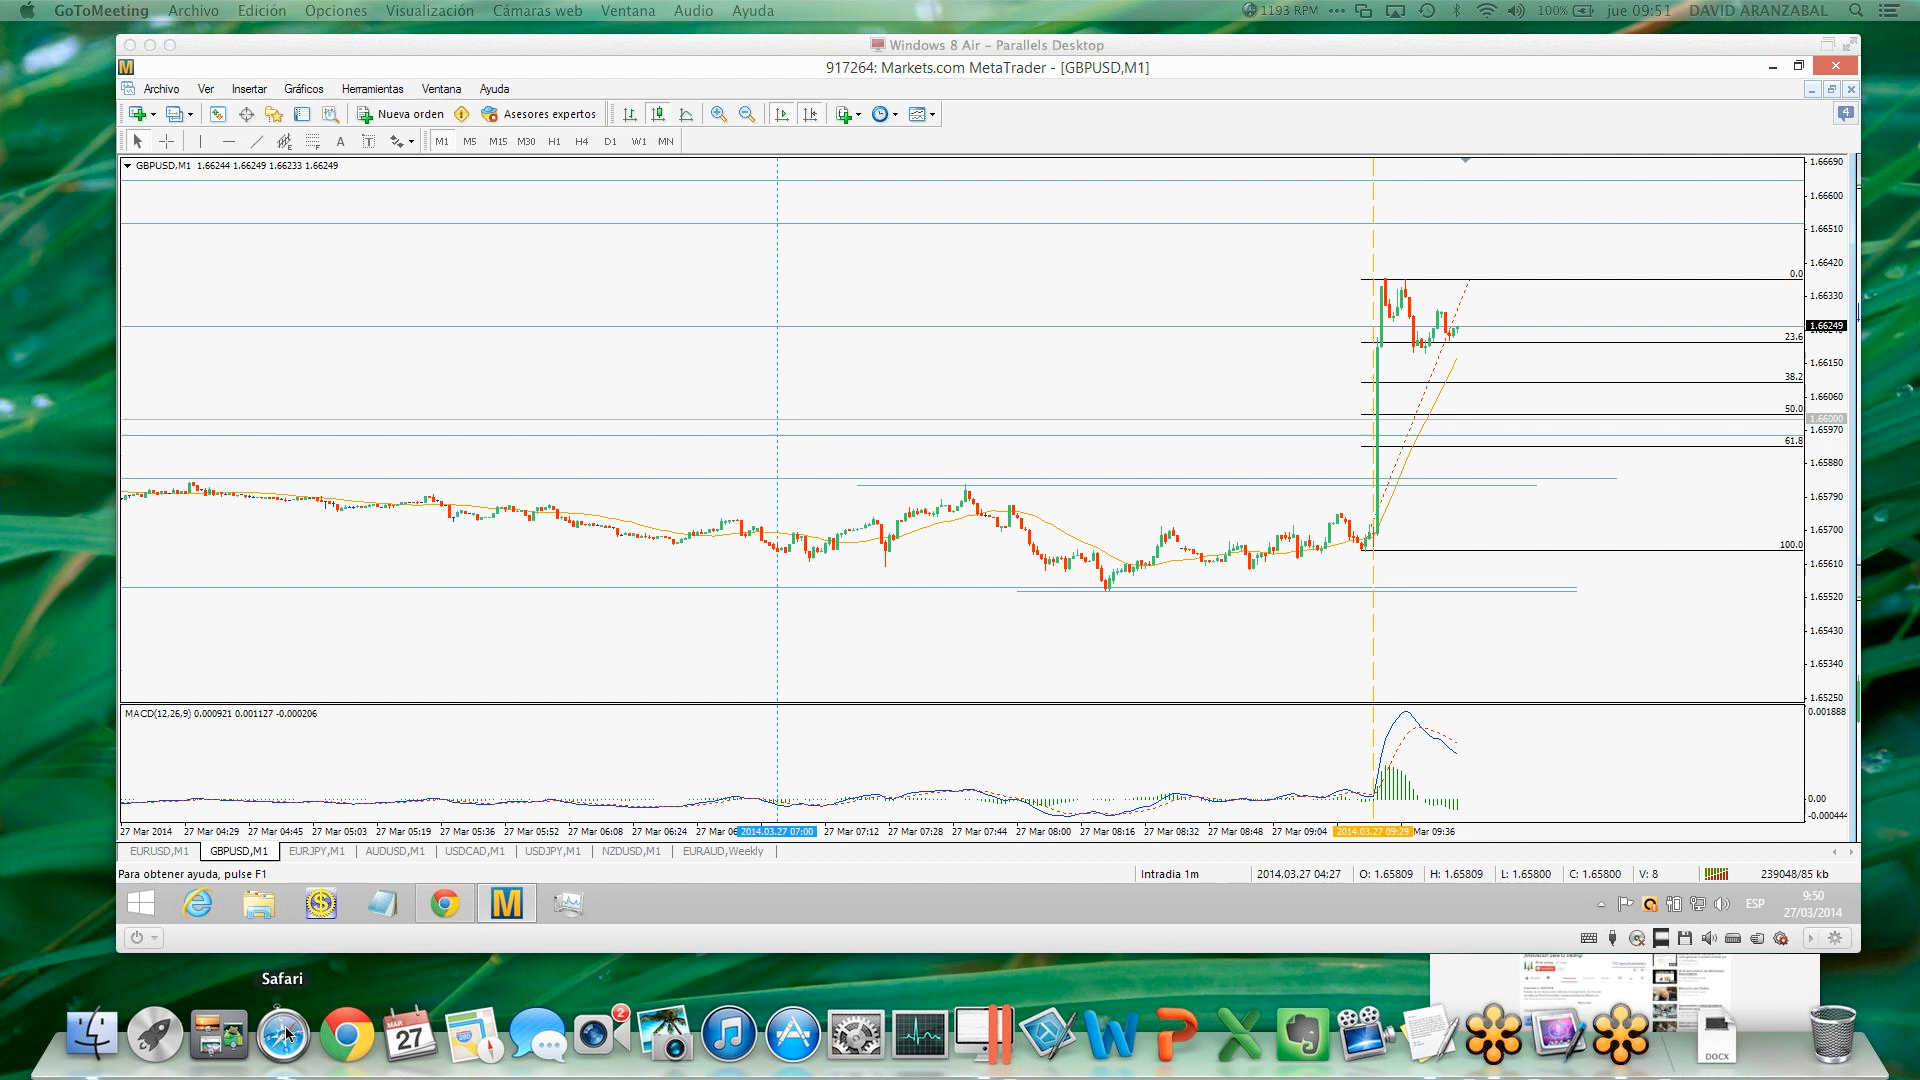 GoToMeeting Archivo Edición Opciones Visualización Cámaras web Ventana Audio Ayuda 1193 RPM 100% jue 09:51 DAVID ARANZABAL
Windows 8 Air - Parallels Desktop
917264: Markets.com MetaTrader - [GBPUSD,M1]
Archivo Ver Insertar Gráficos Herramientas Ventana Ayuda
Nueva orden Asesores expertos 4
A T M1 M5 M15 M30 H1 H4 D1 W1 MN
GBPUSD,M1 1.66244 1.66249 1.66233 1.66249
1.66690
1.66600
1.66510
1.66420
0.0
1.66330
1.66249
23.6
1.66150
38.2
1.66060
50.0
1.66000
1.65970
61.8
1.65880
1.65790
1.65700
100.0
1.65610
1.65520
1.65430
1.65340
1.65250
MACD(12,26,9) 0.000921 0.001127 -0.000206
0.001888
0.00
-0.000444
27 Mar 2014 27 Mar 04:29 27 Mar 04:45 27 Mar 05:03 27 Mar 05:19 27 Mar 05:36 27 Mar 05:52 27 Mar 06:08 27 Mar 06:24 27 Mar 06 2014.03.27 07:00 27 Mar 07:12 27 Mar 07:28 27 Mar 07:44 27 Mar 08:00 27 Mar 08:16 27 Mar 08:32 27 Mar 08:48 27 Mar 09:04 2014.03.27 09:29 Mar 09:36
EURUSD,M1 GBPUSD,M1 EURJPY,M1 AUDUSD,M1 USDCAD,M1 USDJPY,M1 NZDUSD,M1 EURAUD,Weekly
Para obtener ayuda, pulse F1 Intradia 1m 2014.03.27 04:27 O: 1.65809 H: 1.65809 L: 1.65800 C: 1.65800 V: 8 239048/85 kb
ESP 9:50
27/03/2014
Safari
MAR
27
2
W P X
DOCX